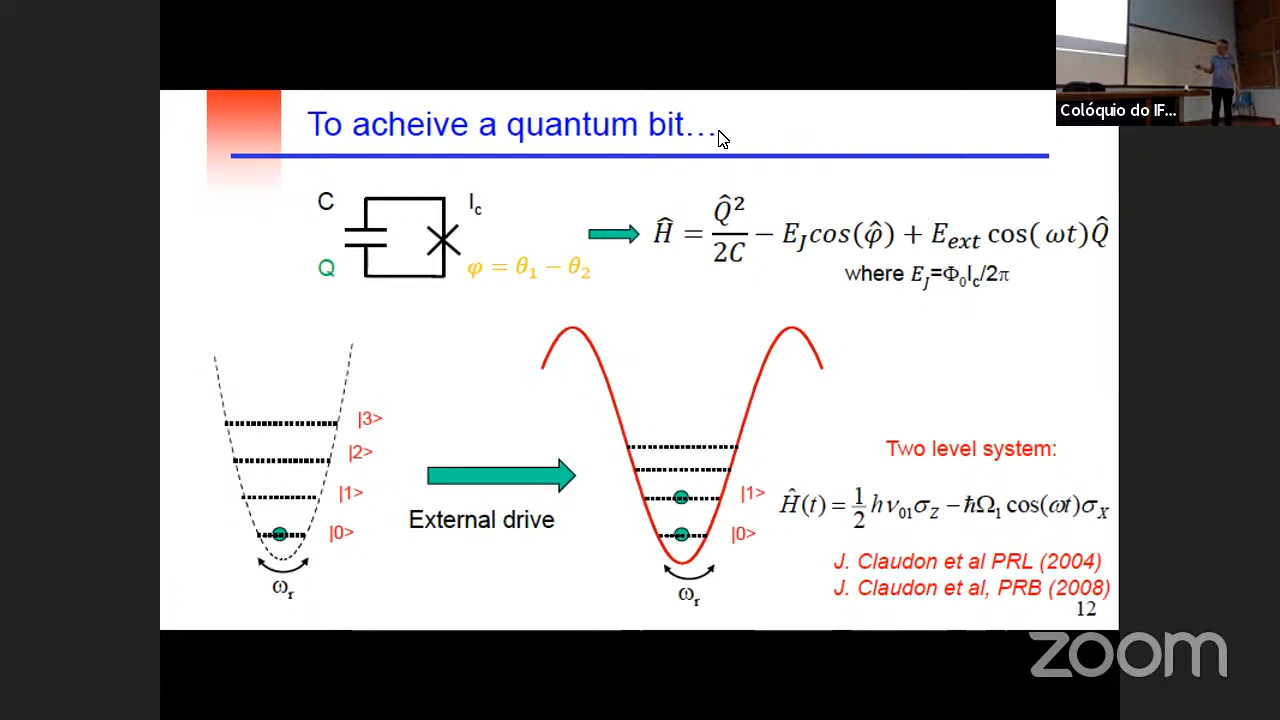 Colóquio do IF...
To acheive a quantum bit...
C
I_c
Q
φ = θ₁ − θ₂
Ĥ = Q̂²/2C − E_J cos(φ̂) + E_ext cos(ωt)Q̂
where E_J=Φ₀I_c/2π
|3>
|2>
|1>
|0>
ω_r
External drive
|1>
|0>
ω_r
Two level system:
Ĥ(t) = 1/2 hν₀₁σ_Z − ħΩ₁ cos(ωt)σ_X
J. Claudon et al PRL (2004)
J. Claudon et al, PRB (2008)
12
zoom